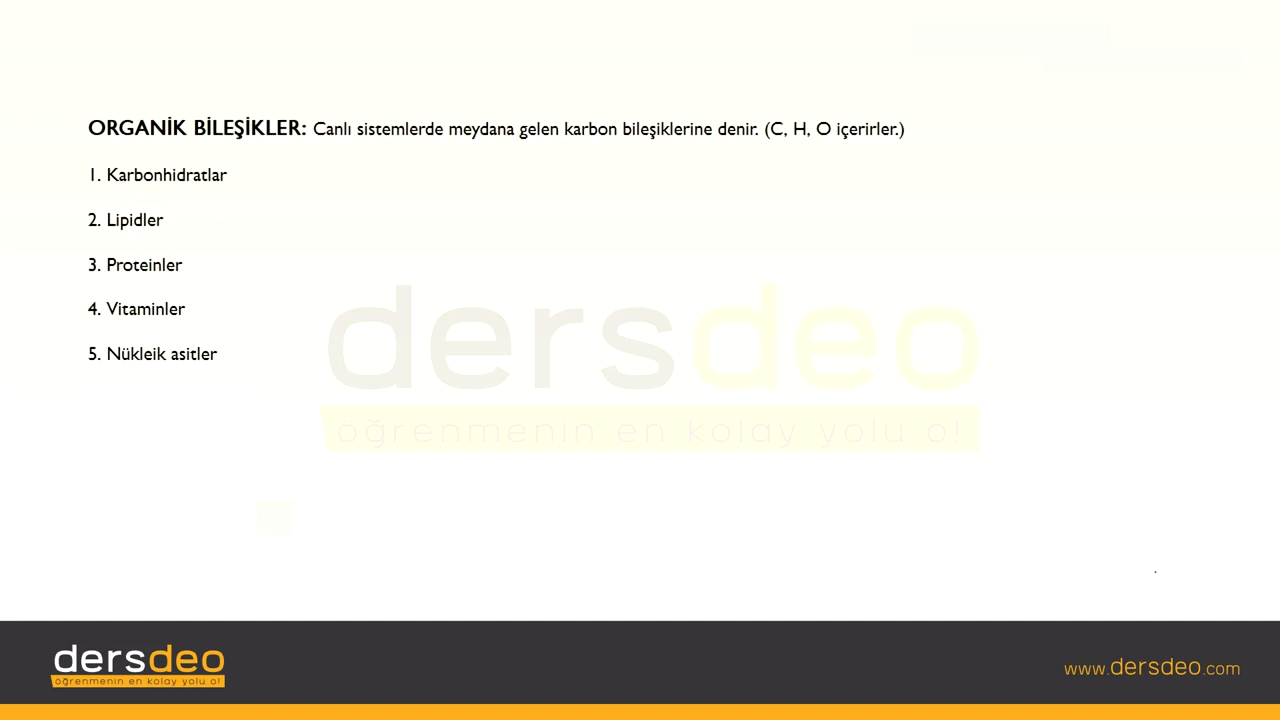 ORGANİK BİLEŞİKLER: Canlı sistemlerde meydana gelen karbon bileşiklerine denir. (C, H, O içerirler.)
1. Karbonhidratlar
2. Lipidler
3. Proteinler
4. Vitaminler
5. Nükleik asitler
dersdeo
öğrenmenin en kolay yolu o!
dersdeo
öğrenmenin en kolay yolu o!
www.dersdeo.com